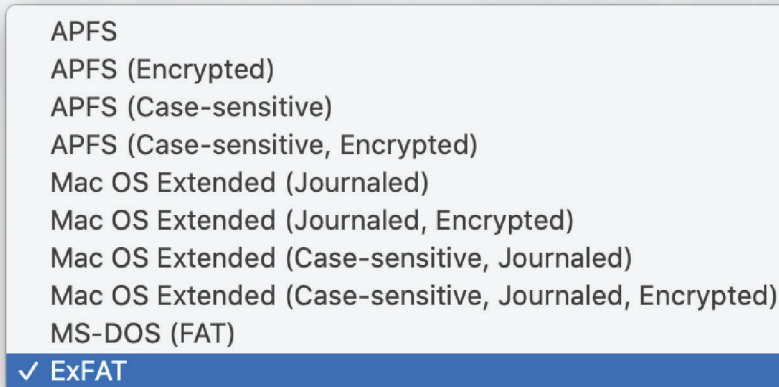 APFS
APFS (Encrypted)
APFS (Case-sensitive)
APFS (Case-sensitive, Encrypted)
Mac OS Extended (Journaled)
Mac OS Extended (Journaled, Encrypted)
Mac OS Extended (Case-sensitive, Journaled)
Mac OS Extended (Case-sensitive, Journaled, Encrypted)
MS-DOS (FAT)
✓ ExFAT